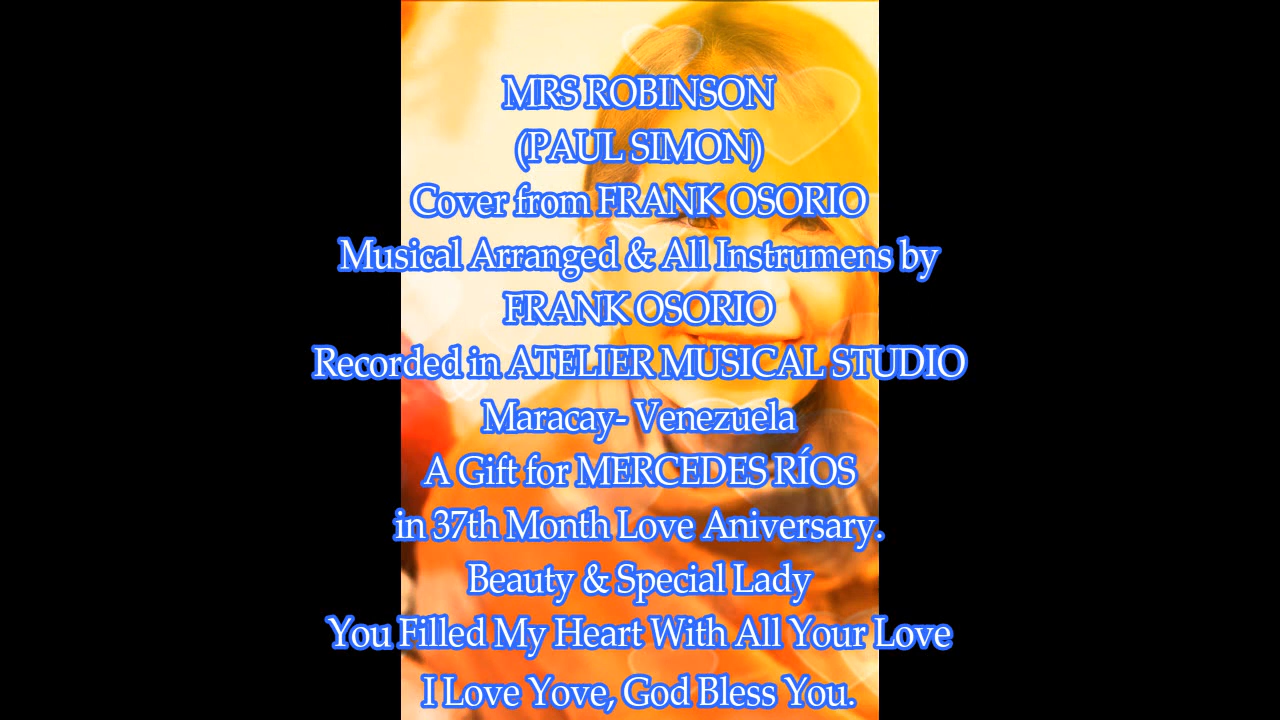 MRS ROBINSON
(PAUL SIMON)
Cover from FRANK OSORIO
Musical Arranged & All Instrumens by
FRANK OSORIO
Recorded in ATELIER MUSICAL STUDIO
Maracay- Venezuela
A Gift for MERCEDES RÍOS
in 37th Month Love Aniversary.
Beauty & Special Lady
You Filled My Heart With All Your Love
I Love Yove, God Bless You.